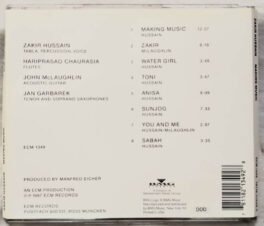 ZAKIR HUSSAIN
TABLA, PERCUSSION, VOICE
HARIPRASAD CHAURASIA
FLUTES
JOHN McLAUGHLIN
ACOUSTIC GUITAR
JAN GARBAREK
TENOR AND SOPRANO SAXOPHONES
ECM 1349
1 MAKING MUSIC
HUSSAIN
2 ZAKIR
McLAUGHLIN
3 WATER GIRL
HUSSAIN
4 TONI
HUSSAIN
5 ANISA
HUSSAIN
6 SUNJOG
HUSSAIN
7 YOU AND ME
HUSSAIN/McLAUGHLIN
8 SABAH
HUSSAIN
PRODUCED BY MANFRED EICHER
AN ECM PRODUCTION
ECM RECORDS
BMG
DDD